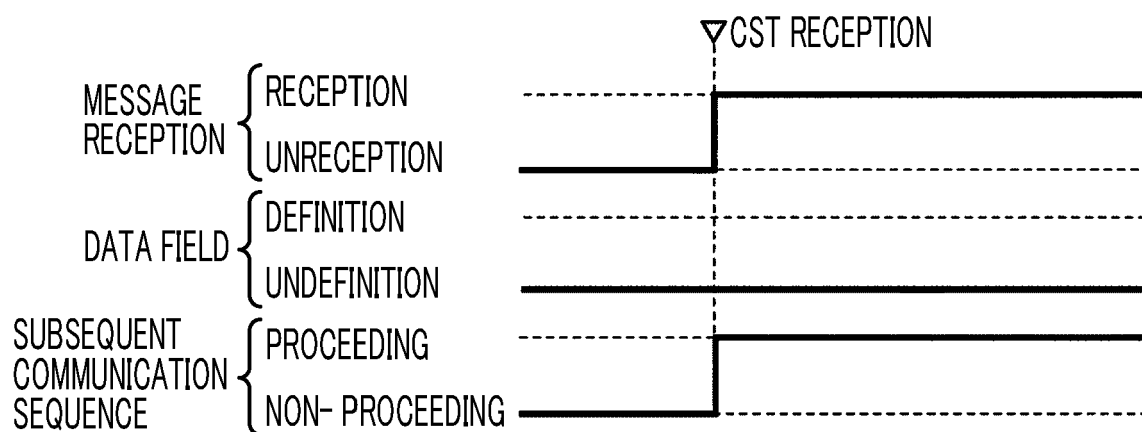 CST RECEPTION
MESSAGE
RECEPTION
RECEPTION
UNRECEPTION
DATA FIELD
DEFINITION
UNDEFINITION
SUBSEQUENT
COMMUNICATION
SEQUENCE
PROCEEDING
NON- PROCEEDING